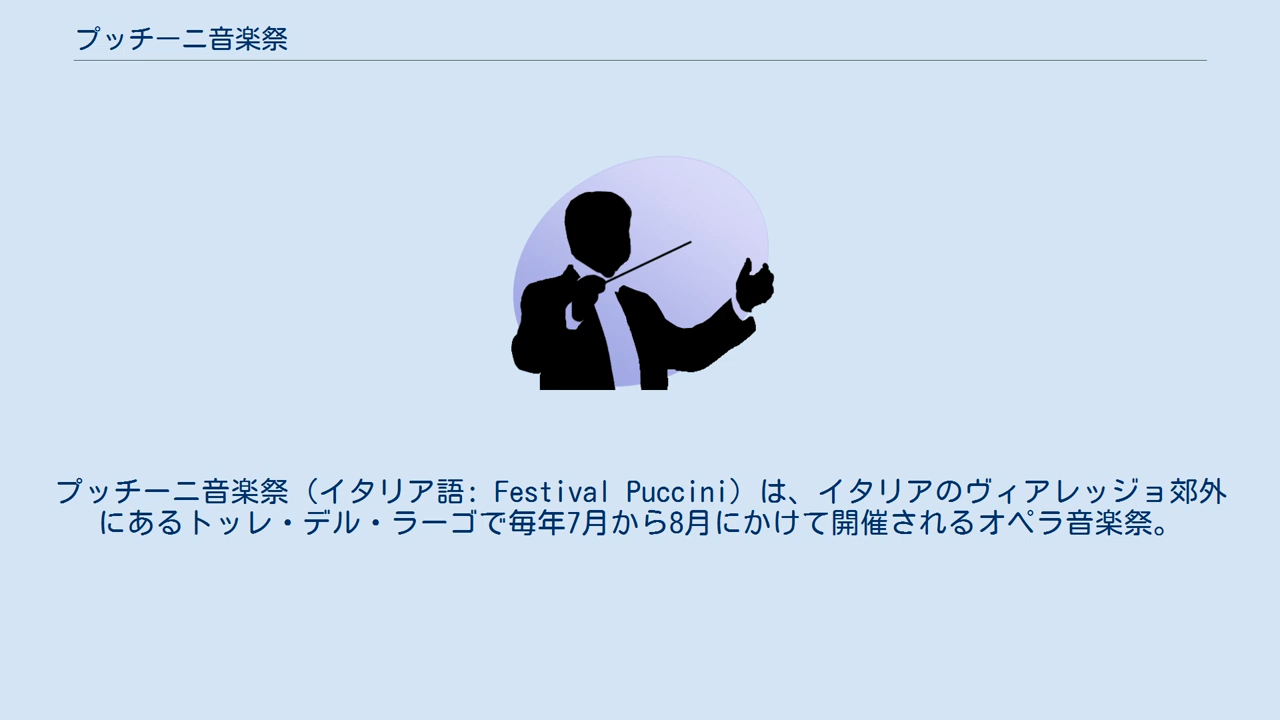 プッチーニ音楽祭
プッチーニ音楽祭（イタリア語: Festival Puccini）は、イタリアのヴィアレッジョ郊外
にあるトッレ・デル・ラーゴで毎年7月から8月にかけて開催されるオペラ音楽祭。